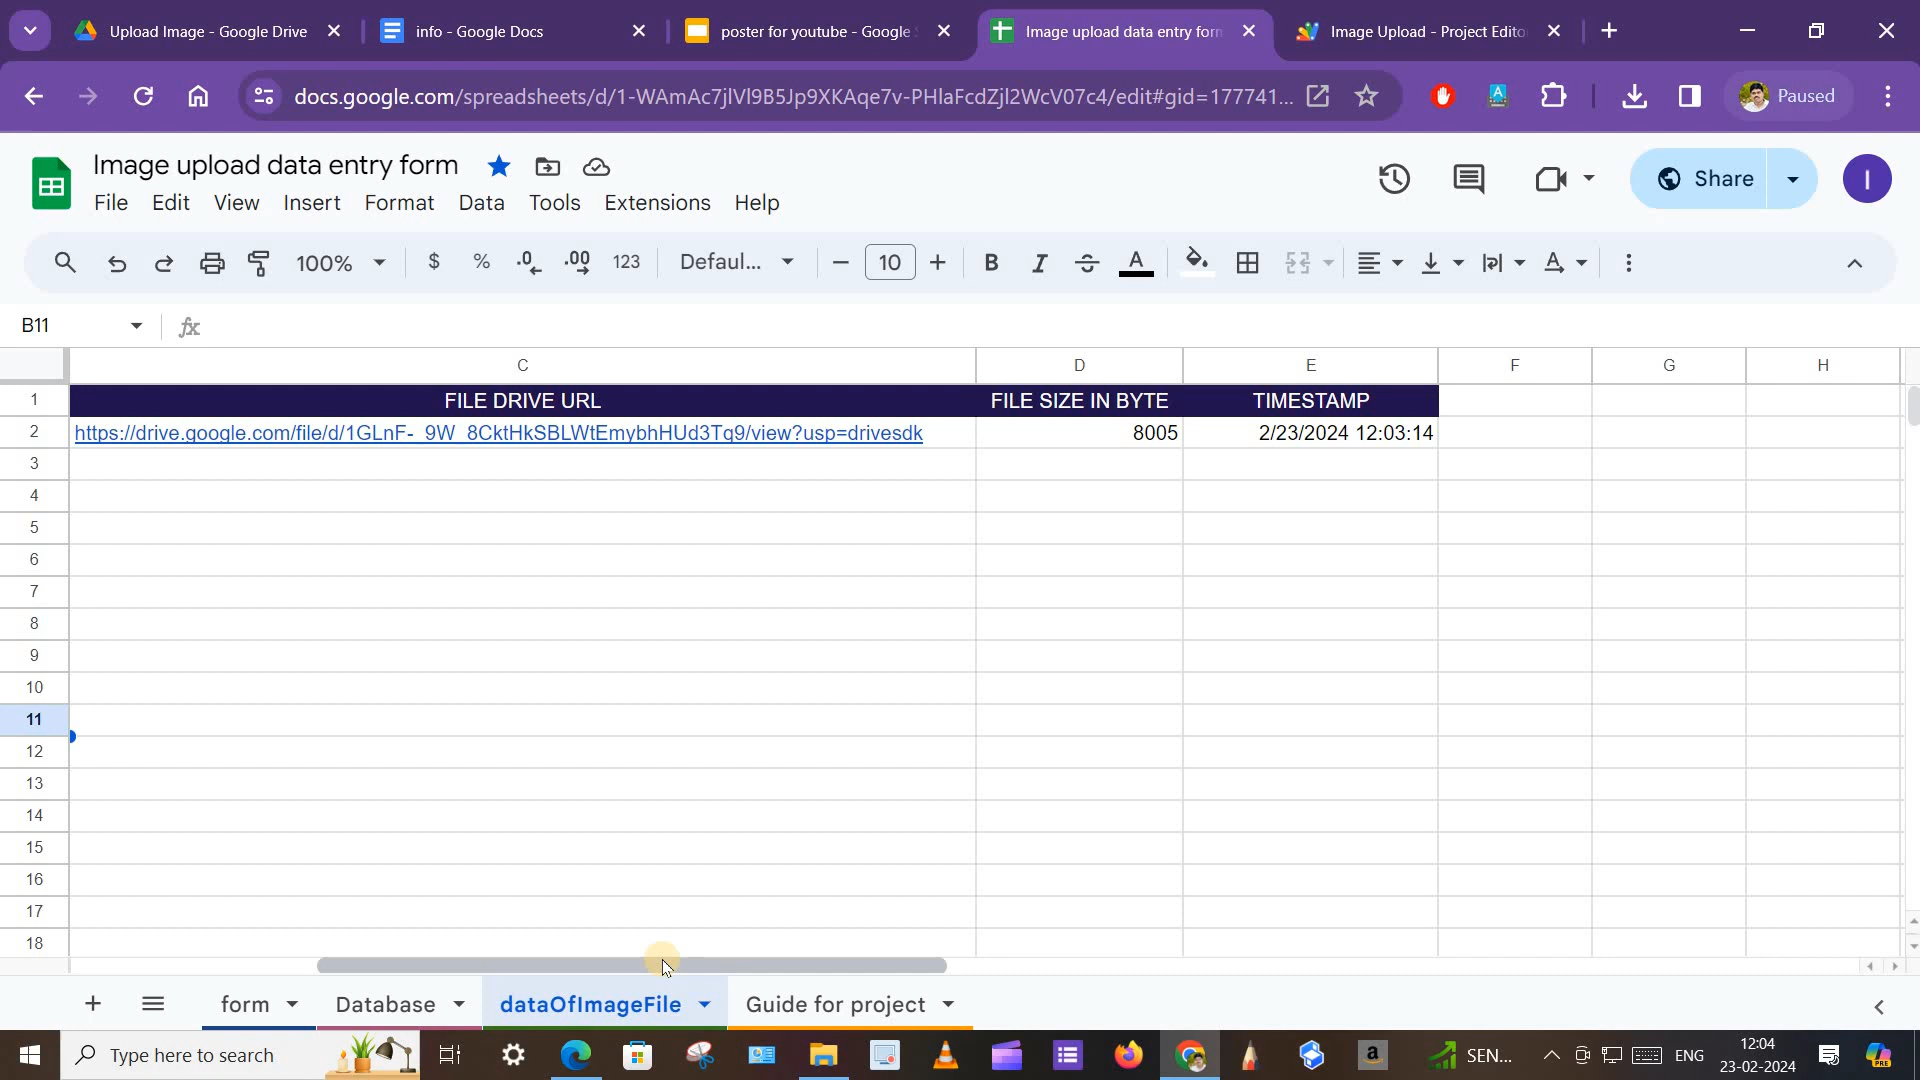 Upload Image - Google Drive
info - Google Docs
poster for youtube - Google
Image upload data entry for
Image Upload - Project Edito
docs.google.com/spreadsheets/d/1-WAmAc7jlVl9B5Jp9XKAqe7v-PHlaFcdZjl2WcV07c4/edit#gid=177741...
Paused
Image upload data entry form
File Edit View Insert Format Data Tools Extensions Help
Share
I
100% $ % .0 .00 123 Defaul... 10 B I A A
B11 fx
C D E F G H
1 FILE DRIVE URL FILE SIZE IN BYTE TIMESTAMP
2 https://drive.google.com/file/d/1GLnF-_9W_8CktHkSBLWtEmybhHUd3Tq9/view?usp=drivesdk 8005 2/23/2024 12:03:14
3
4
5
6
7
8
9
10
11
12
13
14
15
16
17
18
form Database dataOfImageFile Guide for project
Type here to search
SEN...
ENG
12:04
23-02-2024
PRE